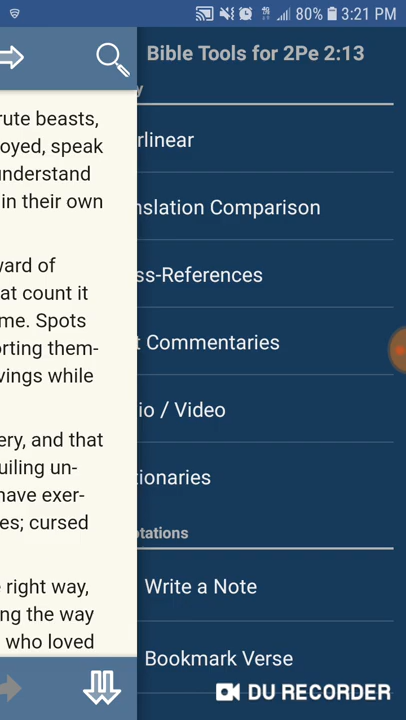 80% 3:21 PM
Bible Tools for 2Pe 2:13
y
rute beasts,
oyed, speak
understand
in their own
ward of
at count it
me. Spots
orting them-
vings while
ery, and that
uiling un-
have exer-
es; cursed
e right way,
ng the way
who loved
rlinear
nslation Comparison
ss-References
t Commentaries
io / Video
tionaries
otations
Write a Note
Bookmark Verse
DU RECORDER